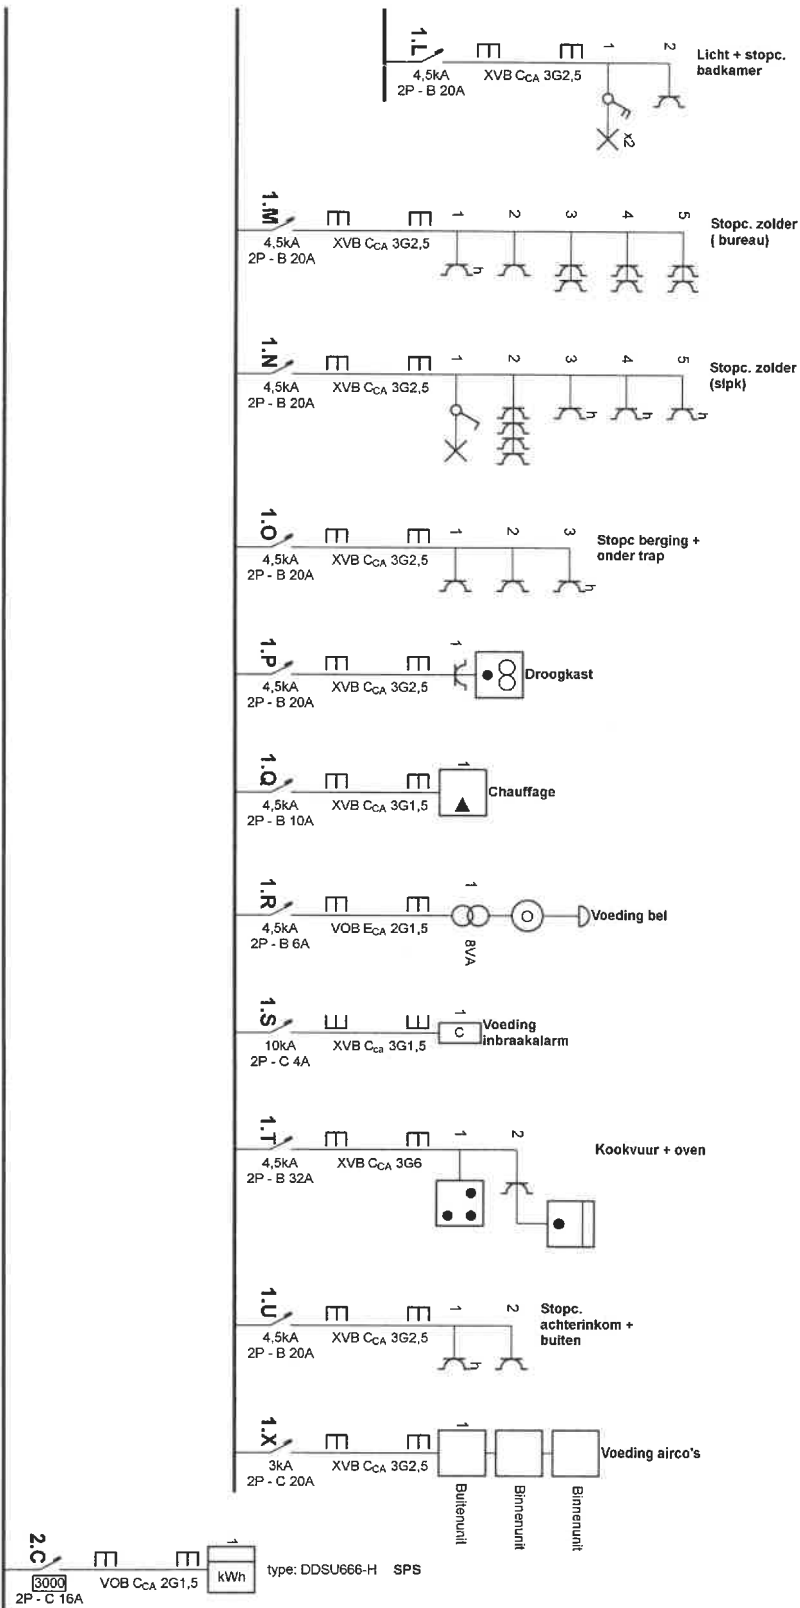 1.L
4,5kA
2P - B 20A
XVB CCA 3G2,5
1
2
x2
Licht + stopc.
badkamer
1.M
4,5kA
2P - B 20A
XVB CCA 3G2,5
1
2
3
4
5
h
Stopc. zolder
( bureau)
1.N
4,5kA
2P - B 20A
XVB CCA 3G2,5
1
2
3
4
5
h
h
h
Stopc. zolder
(slpk)
1.O
4,5kA
2P - B 20A
XVB CCA 3G2,5
1
2
3
h
Stopc berging +
onder trap
1.P
4,5kA
2P - B 20A
XVB CCA 3G2,5
1
Droogkast
1.Q
4,5kA
2P - B 10A
XVB CCA 3G1,5
1
Chauffage
1.R
4,5kA
2P - B 6A
VOB ECA 2G1,5
1
8VA
Voeding bel
1.S
10kA
2P - C 4A
XVB Cca 3G1,5
1
C
Voeding
inbraakalarm
1.T
4,5kA
2P - B 32A
XVB CCA 3G6
1
2
Kookvuur + oven
1.U
4,5kA
2P - B 20A
XVB CCA 3G2,5
1
2
h
Stopc.
achterinkom +
buiten
1.X
3kA
2P - C 20A
XVB CCA 3G2,5
1
Buitenunit
Binnenunit
Binnenunit
Voeding airco's
2.C
3000
2P - C 16A
VOB CCA 2G1,5
1
kWh
type: DDSU666-H SPS